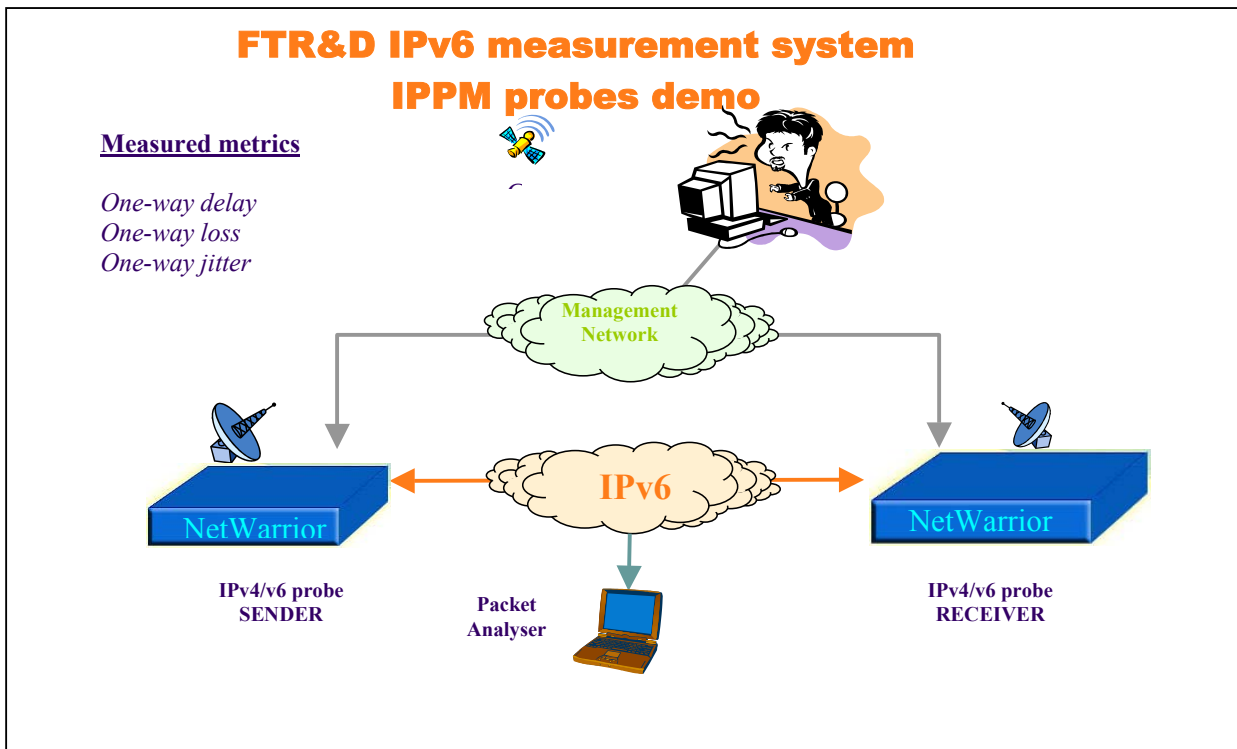 FTR&D IPv6 measurement system
IPPM probes demo
Measured metrics
One-way delay
One-way loss
One-way jitter
Management
Network
IPv6
NetWarrior
NetWarrior
IPv4/v6 probe
SENDER
Packet
Analyser
IPv4/v6 probe
RECEIVER